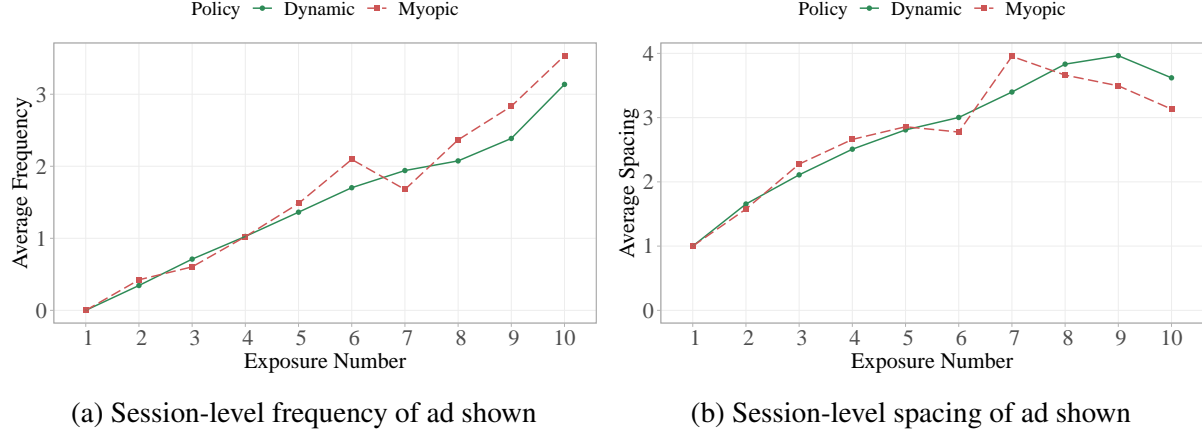 Policy Dynamic Myopic
Average Frequency
3
2
1
0
1 2 3 4 5 6 7 8 9 10
Exposure Number
(a) Session-level frequency of ad shown
Policy Dynamic Myopic
Average Spacing
4
3
2
1
0
1 2 3 4 5 6 7 8 9 10
Exposure Number
(b) Session-level spacing of ad shown